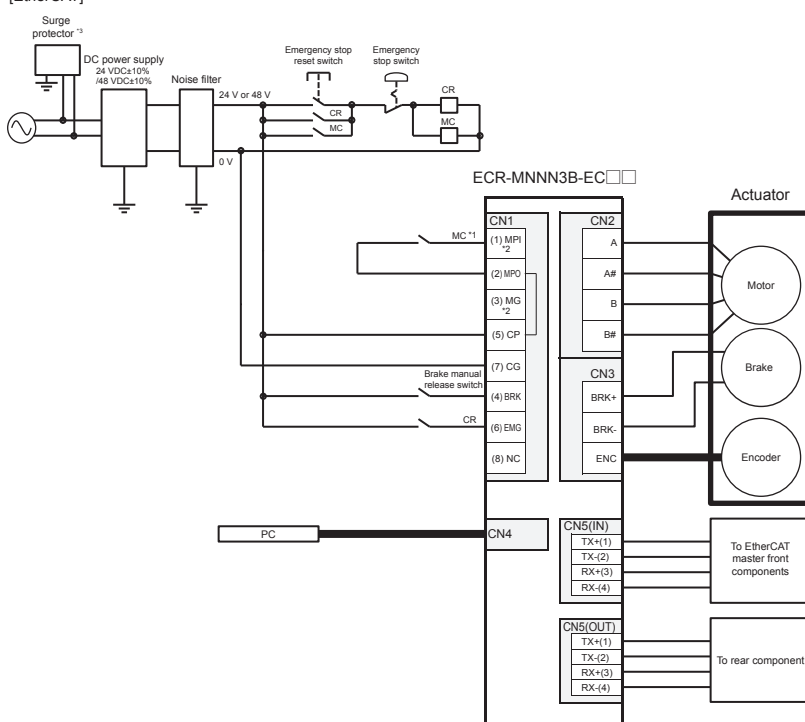 Surge
protector *3
DC power supply
24 VDC±10%
/48 VDC±10%
Noise filter
24 V or 48 V
0 V
Emergency stop
reset switch
Emergency
stop switch
CR
MC
CR
MC
ECR-MNNN3B-EC□□
Actuator
CN1
(1) MPI
*2
(2) MPO
(3) MG
*2
(5) CP
(7) CG
(4) BRK
(6) EMG
(8) NC
MC *1
Brake manual
release switch
CR
CN2
A
A#
B
B#
CN3
BRK+
BRK-
ENC
Motor
Brake
Encoder
PC
CN4
CN5(IN)
TX+(1)
TX-(2)
RX+(3)
RX-(4)
To EtherCAT
master front
components
CN5(OUT)
TX+(1)
TX-(2)
RX+(3)
RX-(4)
To rear component